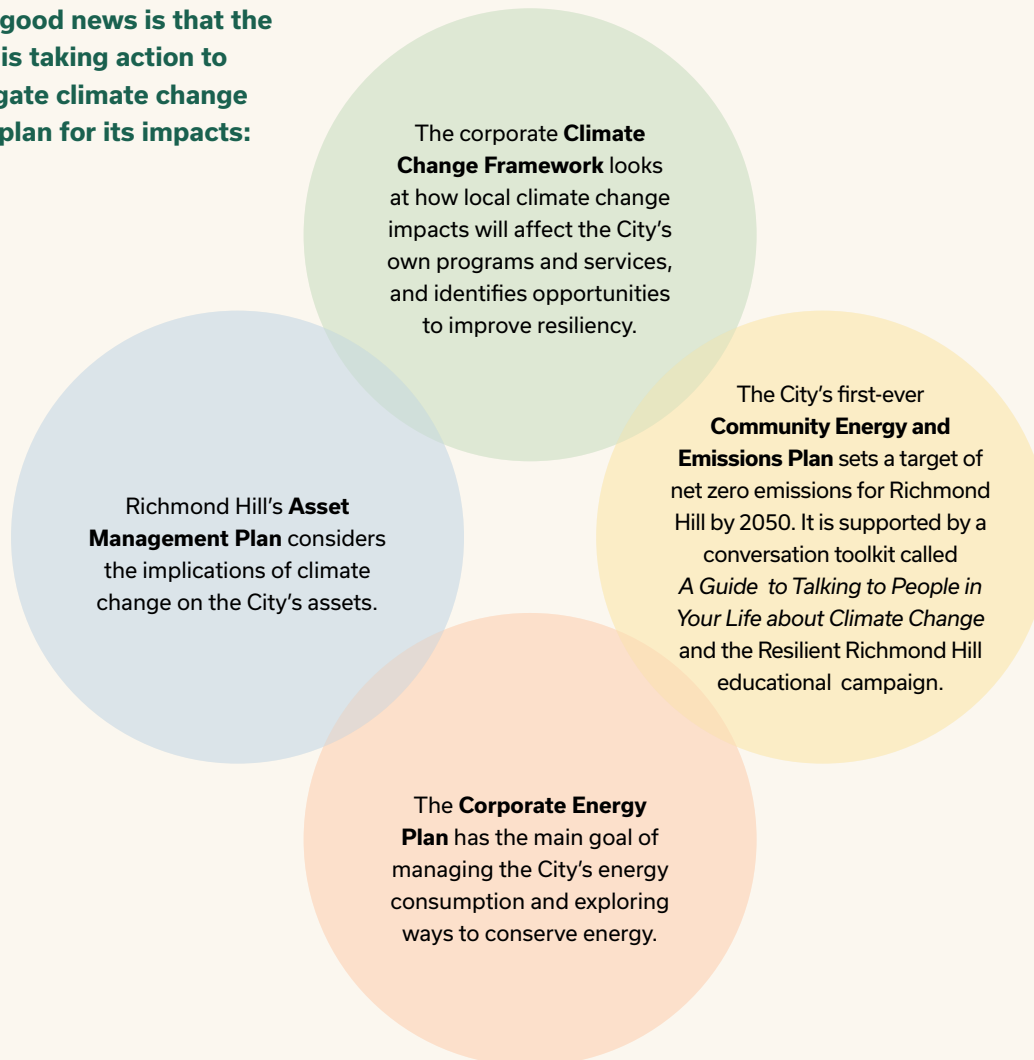 good news is that the
is taking action to
gate climate change
plan for its impacts:
The corporate Climate
Change Framework looks
at how local climate change
impacts will affect the City's
own programs and services,
and identifies opportunities
to improve resiliency.
Richmond Hill's Asset
Management Plan considers
the implications of climate
change on the City's assets.
The City's first-ever
Community Energy and
Emissions Plan sets a target of
net zero emissions for Richmond
Hill by 2050. It is supported by a
conversation toolkit called
A Guide to Talking to People in
Your Life about Climate Change
and the Resilient Richmond Hill
educational campaign.
The Corporate Energy
Plan has the main goal of
managing the City's energy
consumption and exploring
ways to conserve energy.